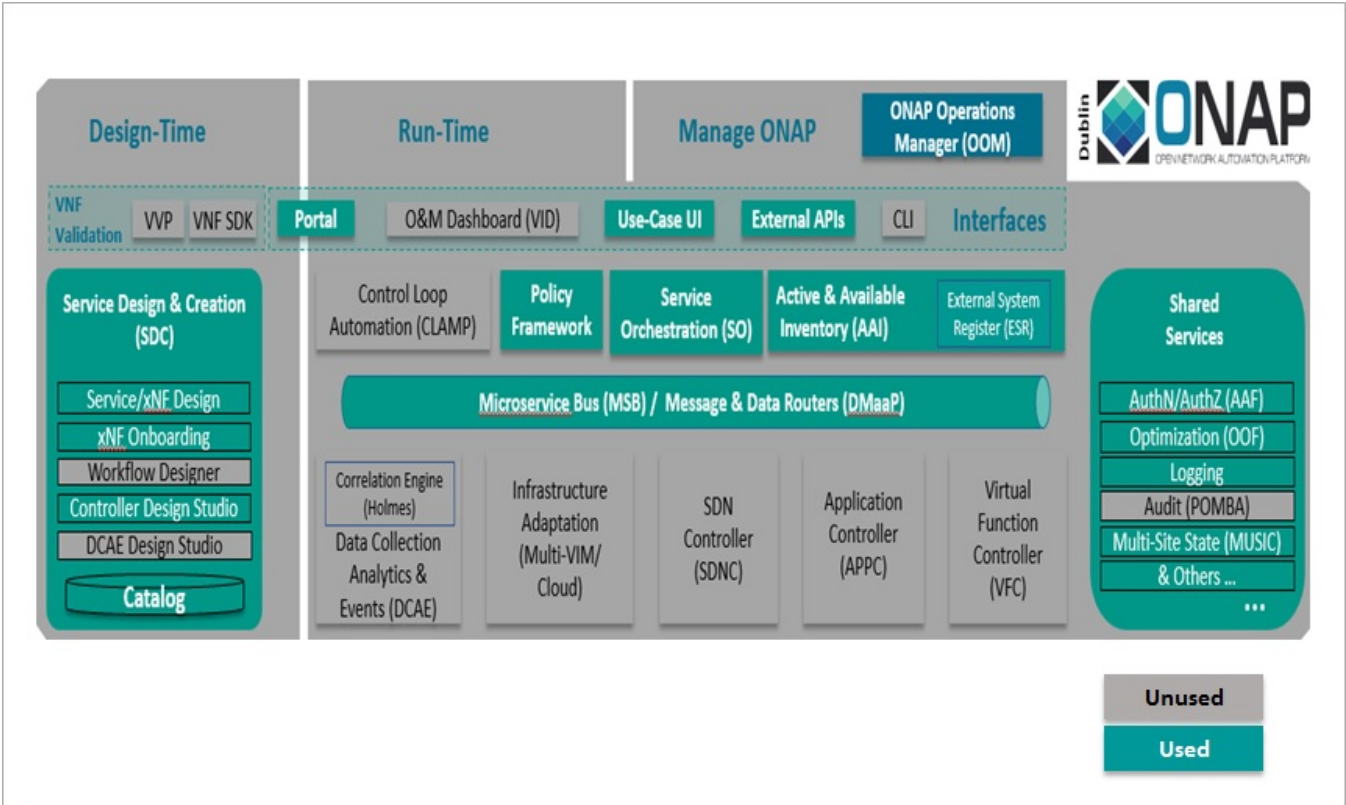 Design-Time
Run-Time
Manage ONAP
ONAP Operations
Manager (OOM)
Dublin
ONAP
OPEN NETWORK AUTOMATION PLATFORM
VNF
Validation
VVP
VNF SDK
Portal
O&M Dashboard (VID)
Use-Case UI
External APIs
CLI
Interfaces
Service Design & Creation
(SDC)
Service/xNF Design
xNF Onboarding
Workflow Designer
Controller Design Studio
DCAE Design Studio
Catalog
Control Loop
Automation (CLAMP)
Policy
Framework
Service
Orchestration (SO)
Active & Available
Inventory (AAI)
External System
Register (ESR)
Microservice Bus (MSB) / Message & Data Routers (DMaaP)
Correlation Engine
(Holmes)
Data Collection
Analytics &
Events (DCAE)
Infrastructure
Adaptation
(Multi-VIM/
Cloud)
SDN
Controller
(SDNC)
Application
Controller
(APPC)
Virtual
Function
Controller
(VFC)
Shared
Services
AuthN/AuthZ (AAF)
Optimization (OOF)
Logging
Audit (POMBA)
Multi-Site State (MUSIC)
& Others ...
...
Unused
Used